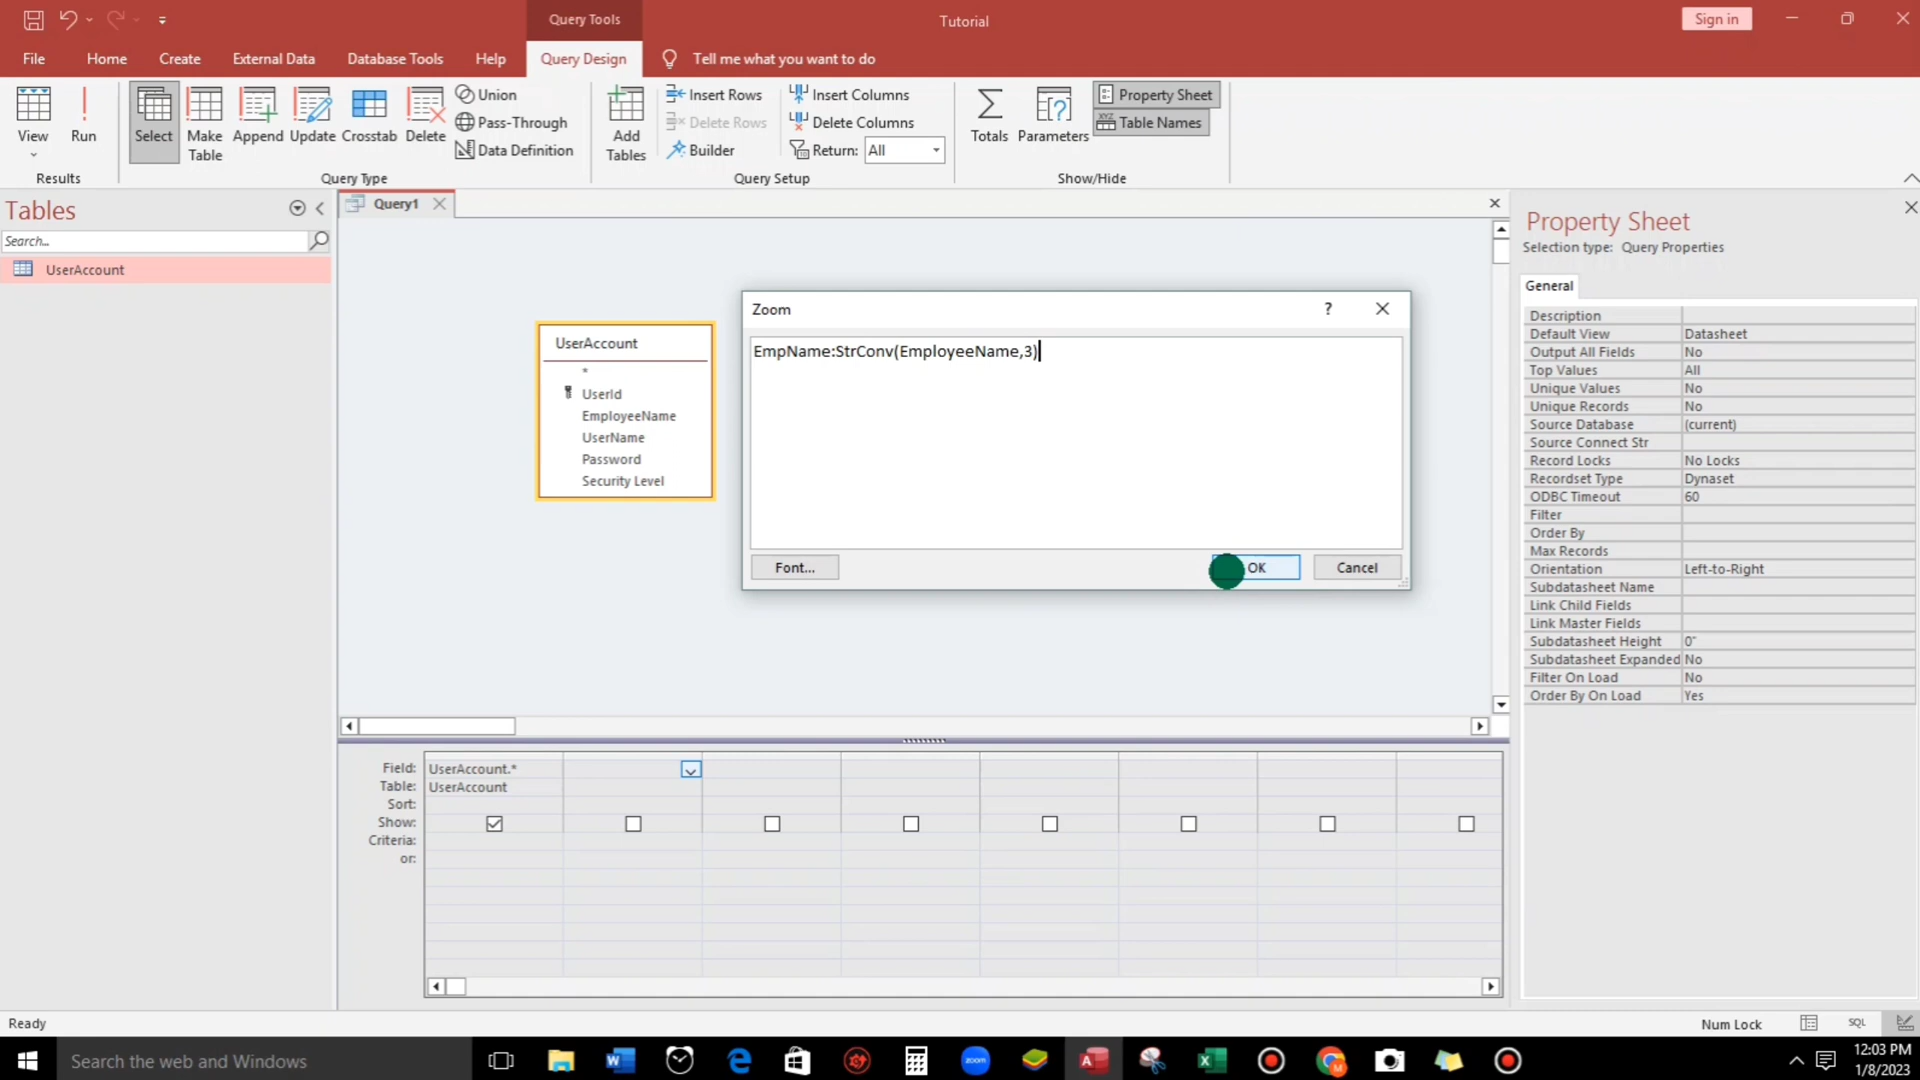 Query Tools
Tutorial
Sign in
File
Home
Create
External Data
Database Tools
Help
Query Design
Tell me what you want to do
View
Run
Select
Make Table
Append
Update
Crosstab
Delete
Union
Pass-Through
Data Definition
Add Tables
Insert Rows
Delete Rows
Builder
Insert Columns
Delete Columns
Return: All
Totals
Parameters
Property Sheet
XYZ Table Names
Results
Query Type
Query Setup
Show/Hide
Tables
Search...
UserAccount
Query1
UserAccount
*
UserId
EmployeeName
UserName
Password
Security Level
Zoom
?
EmpName:StrConv(EmployeeName,3)
Font...
OK
Cancel
Field: UserAccount.*
Table: UserAccount
Sort:
Show:
Criteria:
or:
Property Sheet
Selection type: Query Properties
General
Description
Default View Datasheet
Output All Fields No
Top Values All
Unique Values No
Unique Records No
Source Database (current)
Source Connect Str
Record Locks No Locks
Recordset Type Dynaset
ODBC Timeout 60
Filter
Order By
Max Records
Orientation Left-to-Right
Subdatasheet Name
Link Child Fields
Link Master Fields
Subdatasheet Height 0"
Subdatasheet Expanded No
Filter On Load No
Order By On Load Yes
Ready
Num Lock
SQL
Search the web and Windows
zoom
12:03 PM
1/8/2023